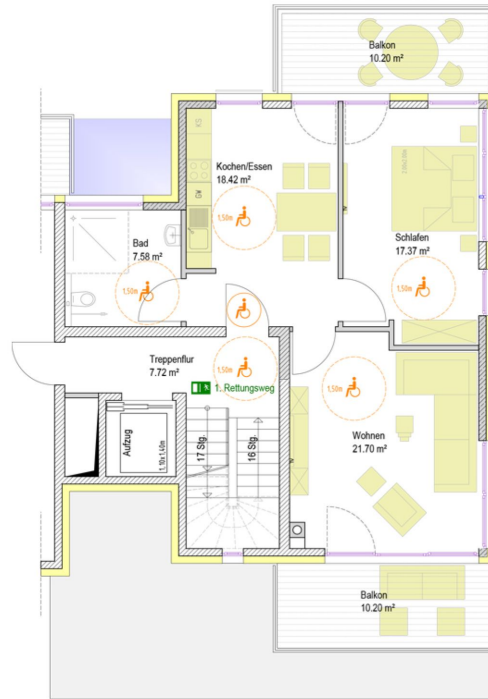 Balkon
10.20 m²
Kochen/Essen
18.42 m²
1,50m
Bad
7.58 m²
1,50m
Schlafen
17.37 m²
1,50m
Treppenflur
7.72 m²
1,50m
1. Rettungsweg
1,50m
Wohnen
21.70 m²
Aufzug
1,10x1,40m
17 Stg.
16 Stg.
Balkon
10.20 m²